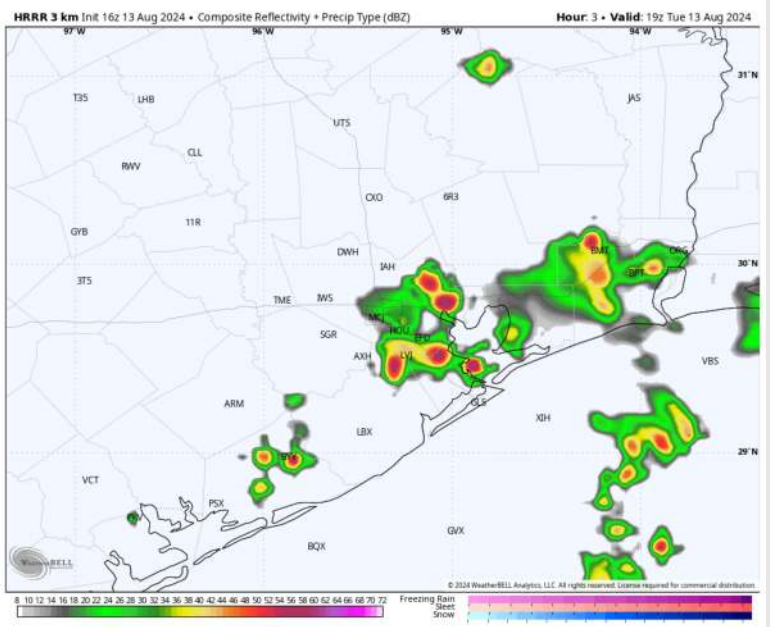 HRRR 3 km Init 16z 13 Aug 2024 • Composite Reflectivity + Precip Type (dBZ) Hour: 3 • Valid: 19z Tue 13 Aug 2024
97°W 96°W 95°W 94°W
31°N
T35 LHB JAS
UTS
CLL
RWV
CXO 6R3
11R
GYB
DWH BMT ORG
30°N
IAH
BPT
3T5
TME IWS
MCJ
HOU
SGR EFD
AXH LVJ VBS
ARM GLS
XIH
LBX
29°N
BYY
VCT
PSX
GVX
BQX
WeatherBELL
© 2024 WeatherBELL Analytics, LLC. All rights reserved. License required for commercial distribution.
8 10 12 14 16 18 20 22 24 26 28 30 32 34 36 38 40 42 44 46 48 50 52 54 56 58 60 62 64 66 68 70 72
Freezing Rain
Sleet
Snow